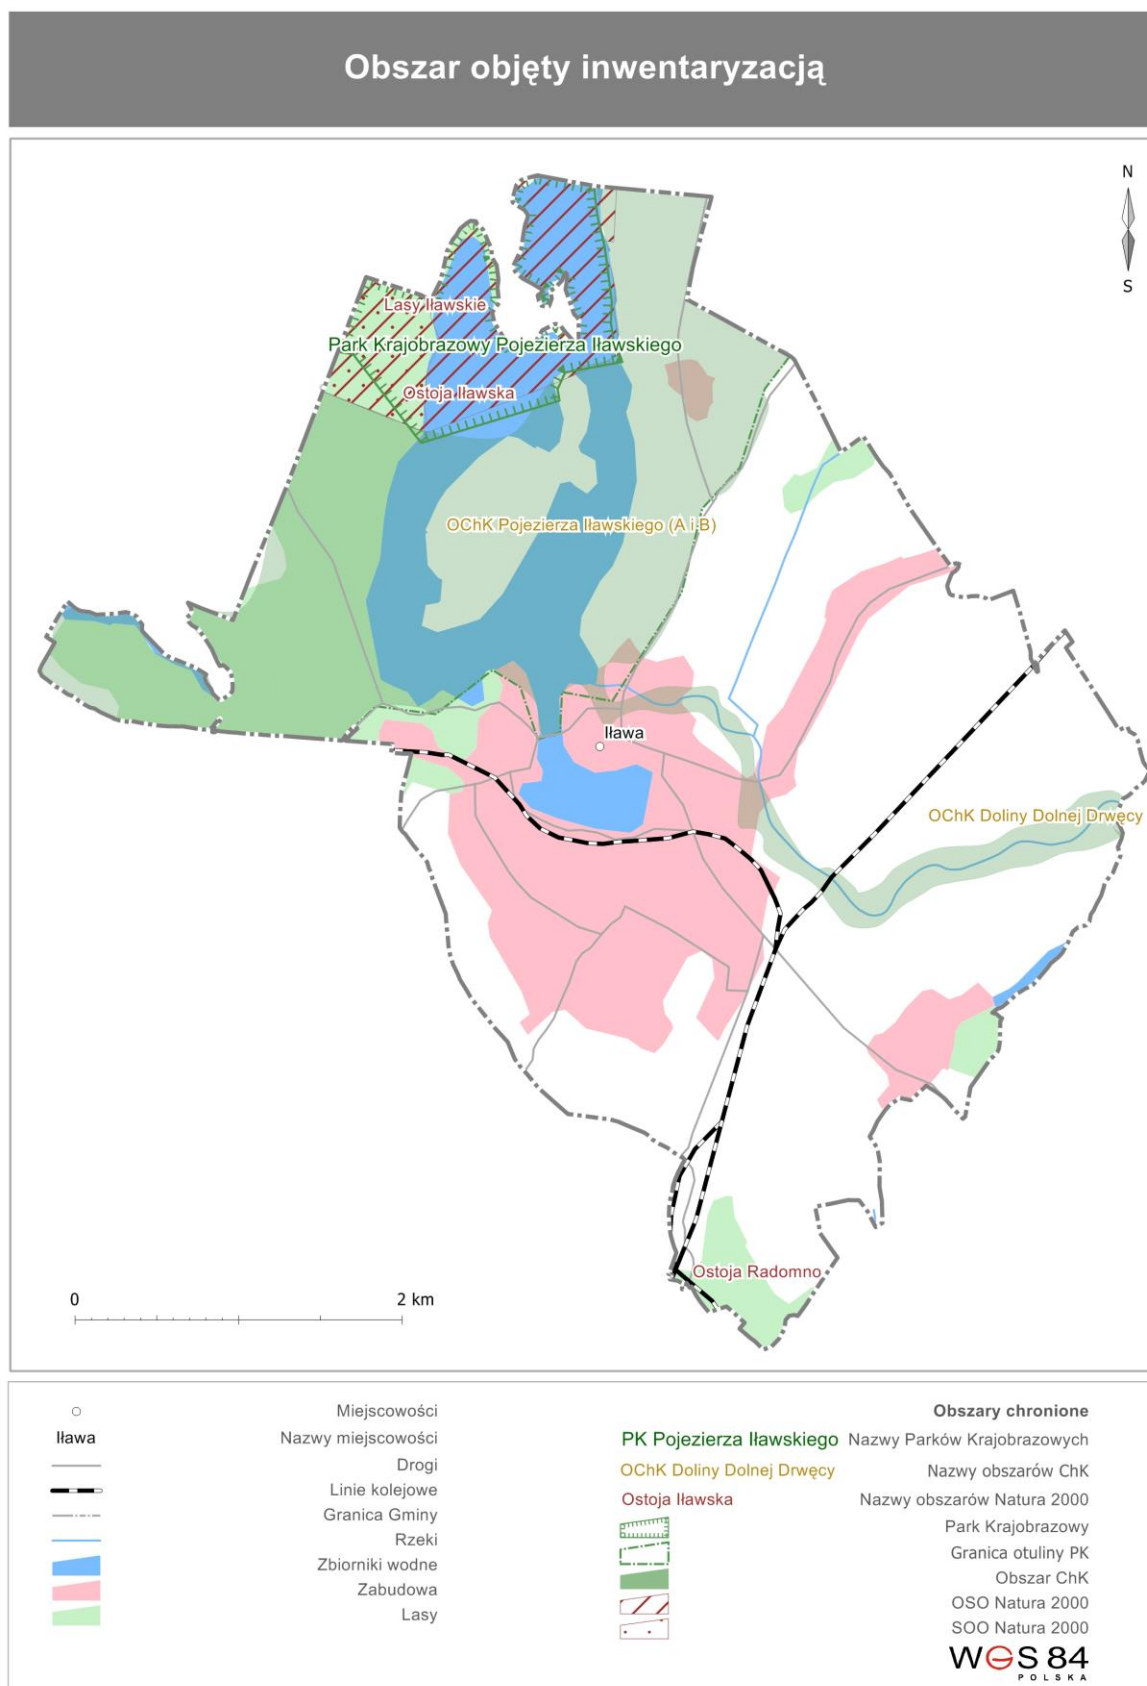 Obszar objęty inwentaryzacją
N
S
Lasy Iławskie
Park Krajobrazowy Pojezierza Iławskiego
Ostoja Iławska
OChK Pojezierza Iławskiego (A i B)
Iława
OChK Doliny Dolnej Drwęcy
Ostoja Radomno
0 2 km
Miejscowości
Iława Nazwy miejscowości
Drogi
Linie kolejowe
Granica Gminy
Rzeki
Zbiorniki wodne
Zabudowa
Lasy
Obszary chronione
PK Pojezierza Iławskiego Nazwy Parków Krajobrazowych
OChK Doliny Dolnej Drwęcy Nazwy obszarów ChK
Ostoja Iławska Nazwy obszarów Natura 2000
Park Krajobrazowy
Granica otuliny PK
Obszar ChK
OSO Natura 2000
SOO Natura 2000
WGS 84
POLSKA